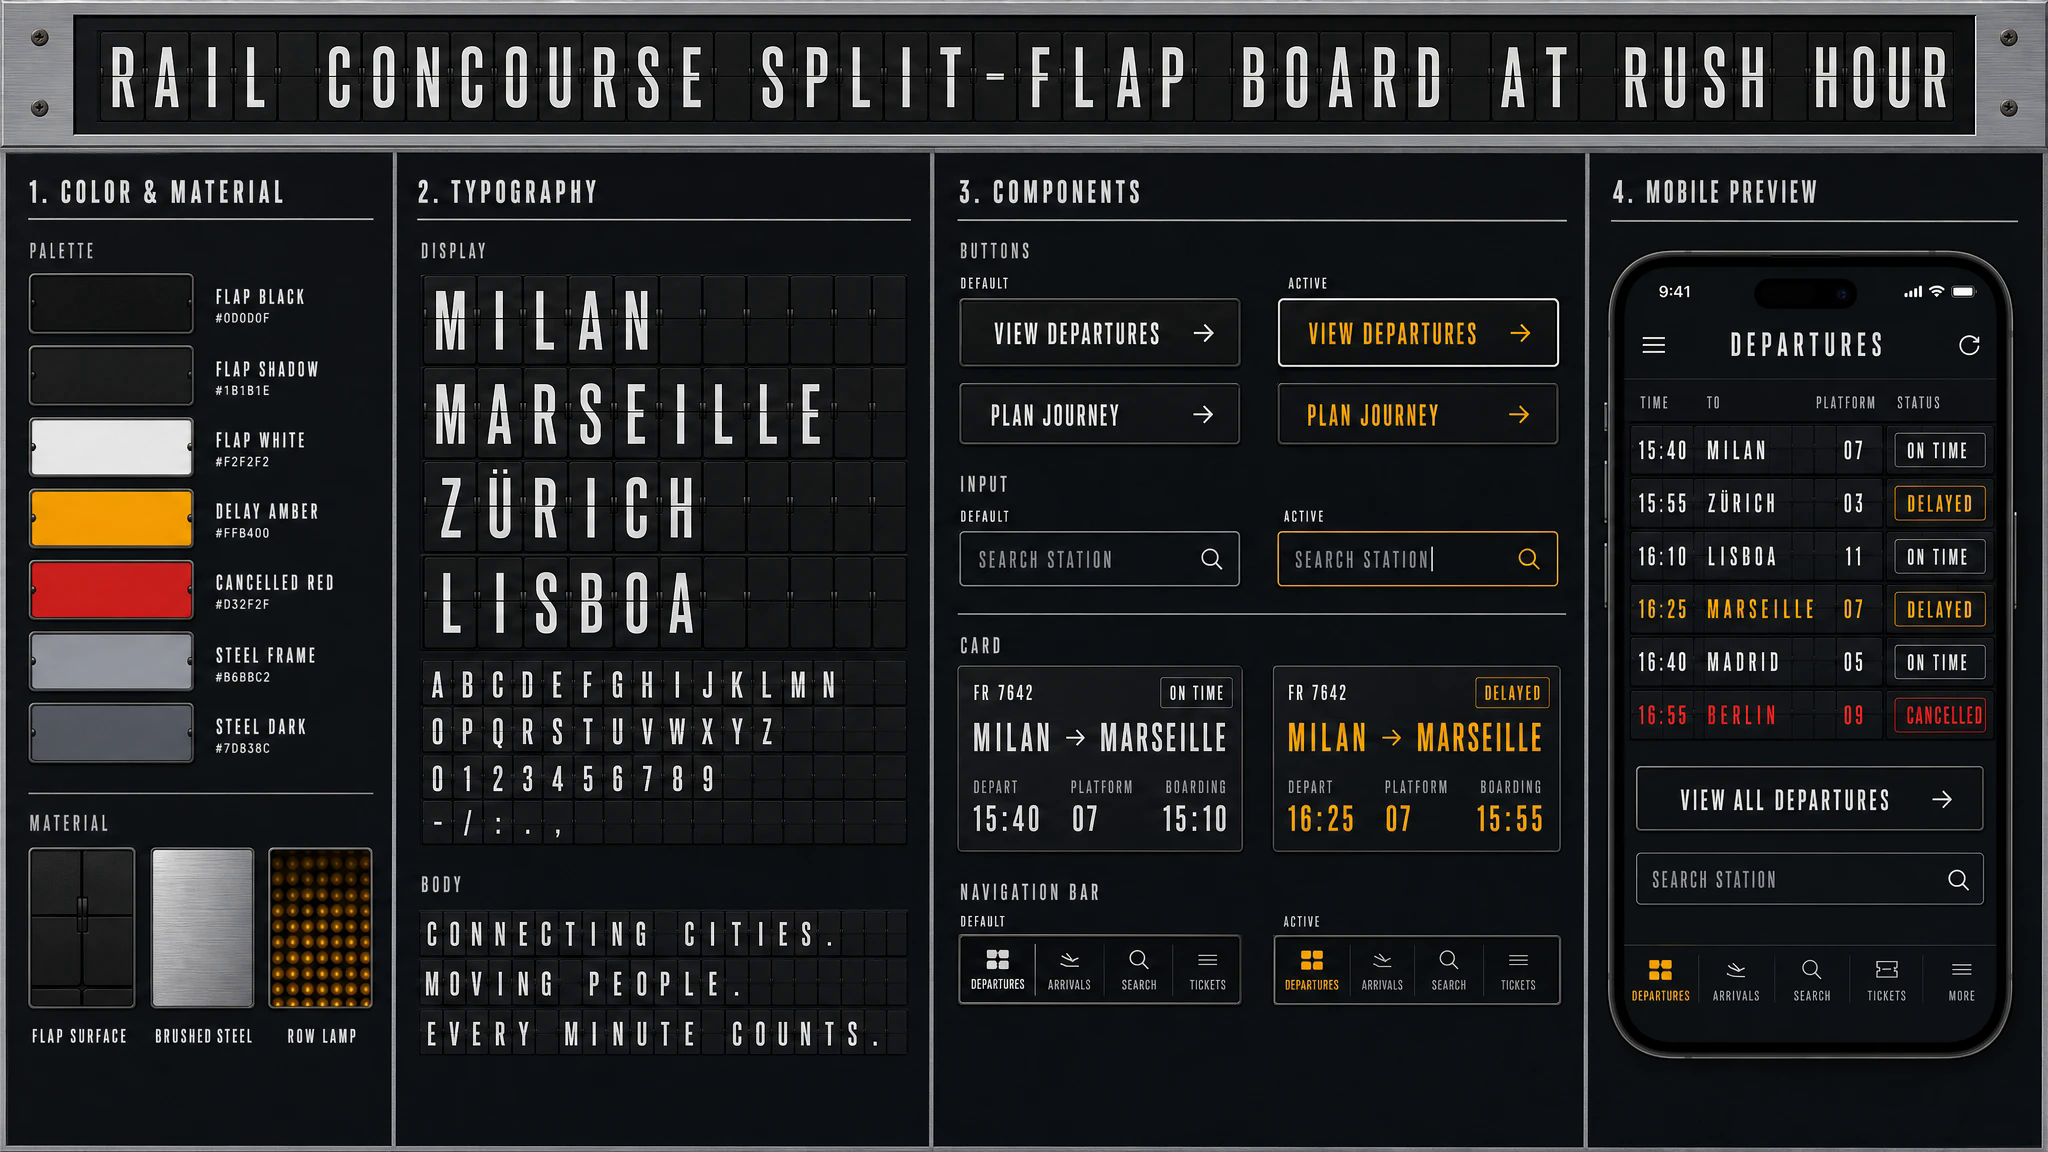 RAIL CONCOURSE SPLIT-FLAP BOARD AT RUSH HOUR
1. COLOR & MATERIAL
PALETTE
FLAP BLACK
#0D0D0F
FLAP SHADOW
#1B1B1E
FLAP WHITE
#F2F2F2
DELAY AMBER
#FFB400
CANCELLED RED
#D32F2F
STEEL FRAME
#B6BBC2
STEEL DARK
#7D838C
MATERIAL
FLAP SURFACE
BRUSHED STEEL
ROW LAMP
2. TYPOGRAPHY
DISPLAY
MILAN
MARSEILLE
ZÜRICH
LISBOA
A B C D E F G H I J K L M N
O P Q R S T U V W X Y Z
0 1 2 3 4 5 6 7 8 9
- / : . ,
BODY
CONNECTING CITIES.
MOVING PEOPLE.
EVERY MINUTE COUNTS.
3. COMPONENTS
BUTTONS
DEFAULT ACTIVE
VIEW DEPARTURES → VIEW DEPARTURES →
PLAN JOURNEY → PLAN JOURNEY →
INPUT
DEFAULT ACTIVE
SEARCH STATION SEARCH STATION
CARD
FR 7642 ON TIME
MILAN → MARSEILLE
DEPART PLATFORM BOARDING
15:40 07 15:10
FR 7642 DELAYED
MILAN → MARSEILLE
DEPART PLATFORM BOARDING
16:25 07 15:55
NAVIGATION BAR
DEFAULT ACTIVE
DEPARTURES ARRIVALS SEARCH TICKETS
DEPARTURES ARRIVALS SEARCH TICKETS
4. MOBILE PREVIEW
9:41
DEPARTURES
TIME TO PLATFORM STATUS
15:40 MILAN 07 ON TIME
15:55 ZÜRICH 03 DELAYED
16:10 LISBOA 11 ON TIME
16:25 MARSEILLE 07 DELAYED
16:40 MADRID 05 ON TIME
16:55 BERLIN 09 CANCELLED
VIEW ALL DEPARTURES →
SEARCH STATION
DEPARTURES ARRIVALS SEARCH TICKETS MORE